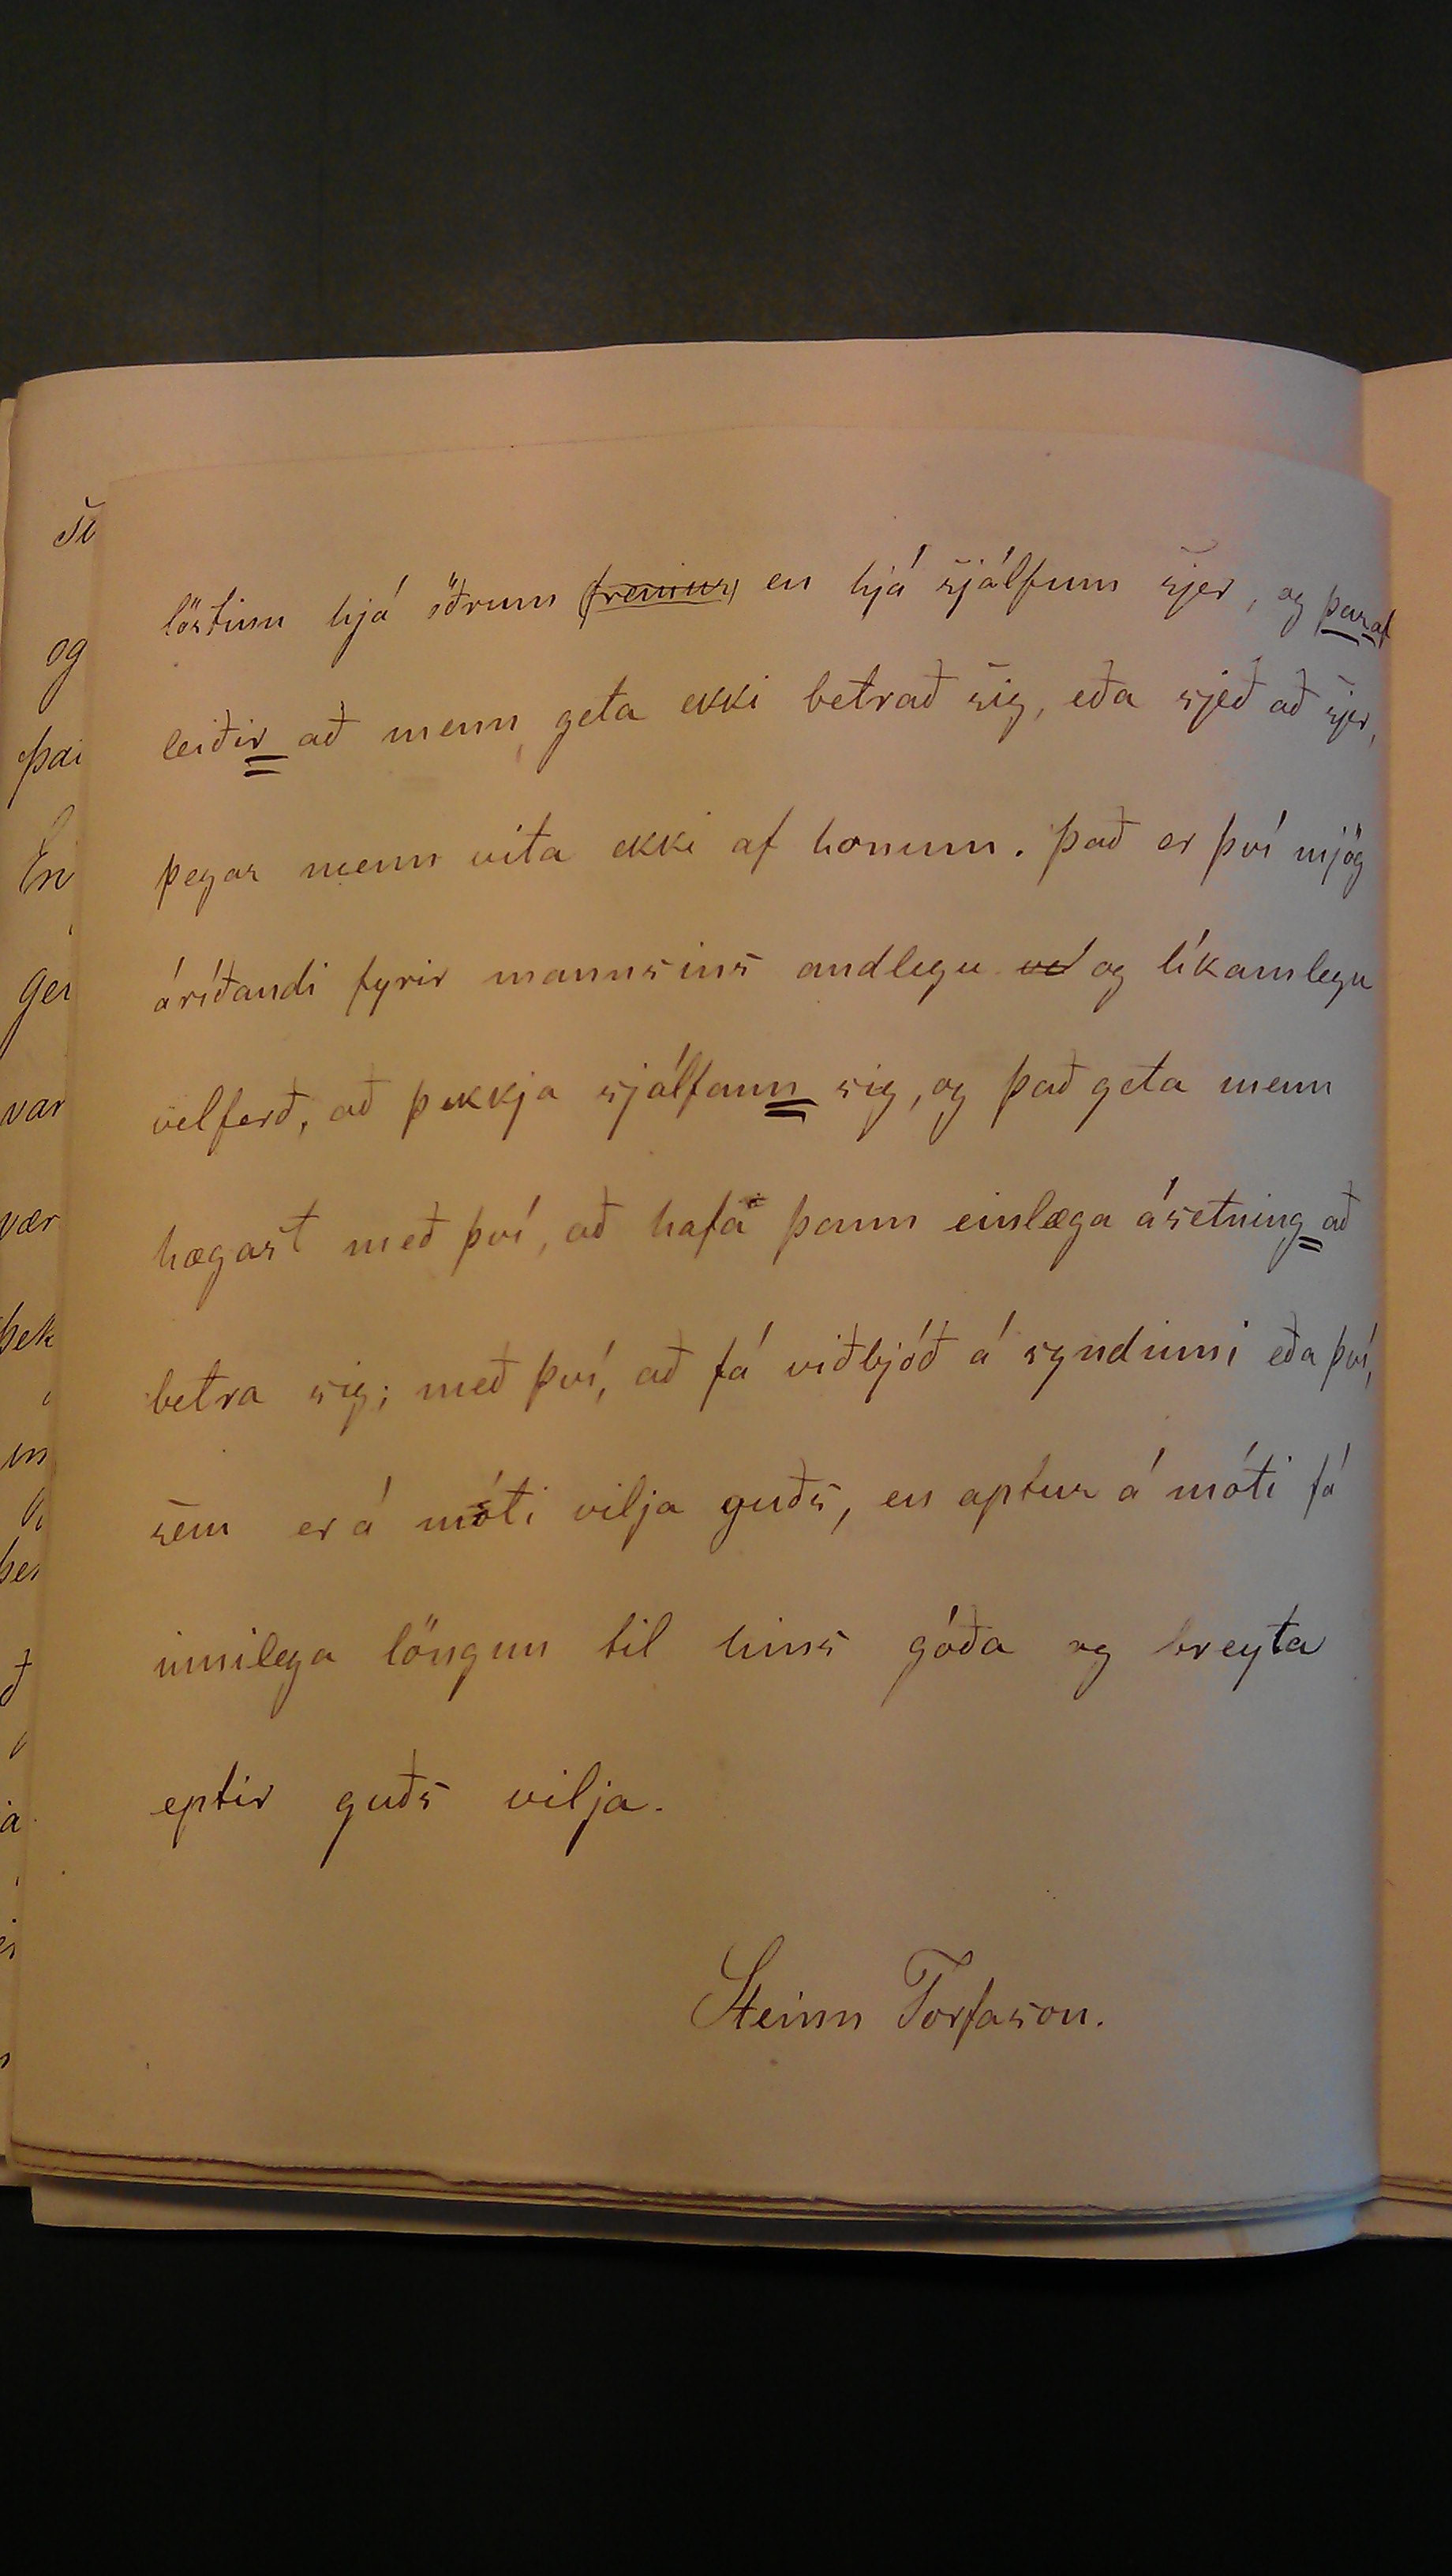 löstinn hjá öðrum fremur en hjá sjálfum sjer, og þaraf
leiðir að menn geta ekki betrað sig, eða sjeð að sjer,
þegar menn vita ekki af honum. Það er því mjög
áríðandi fyrir mannsins andlegu vel og líkamlegu
velferð, að þekkja sjálfann sig, og það geta menn
hægast með því, að hafa þann einlæga ásetning að
betra sig; með því, að fá viðbjóð á syndinni eða því,
sem er á móti vilja guðs, en aptur á móti fá
innilega löngun til hins góða og breyta
eptir guðs vilja.
Steinn Torfason.